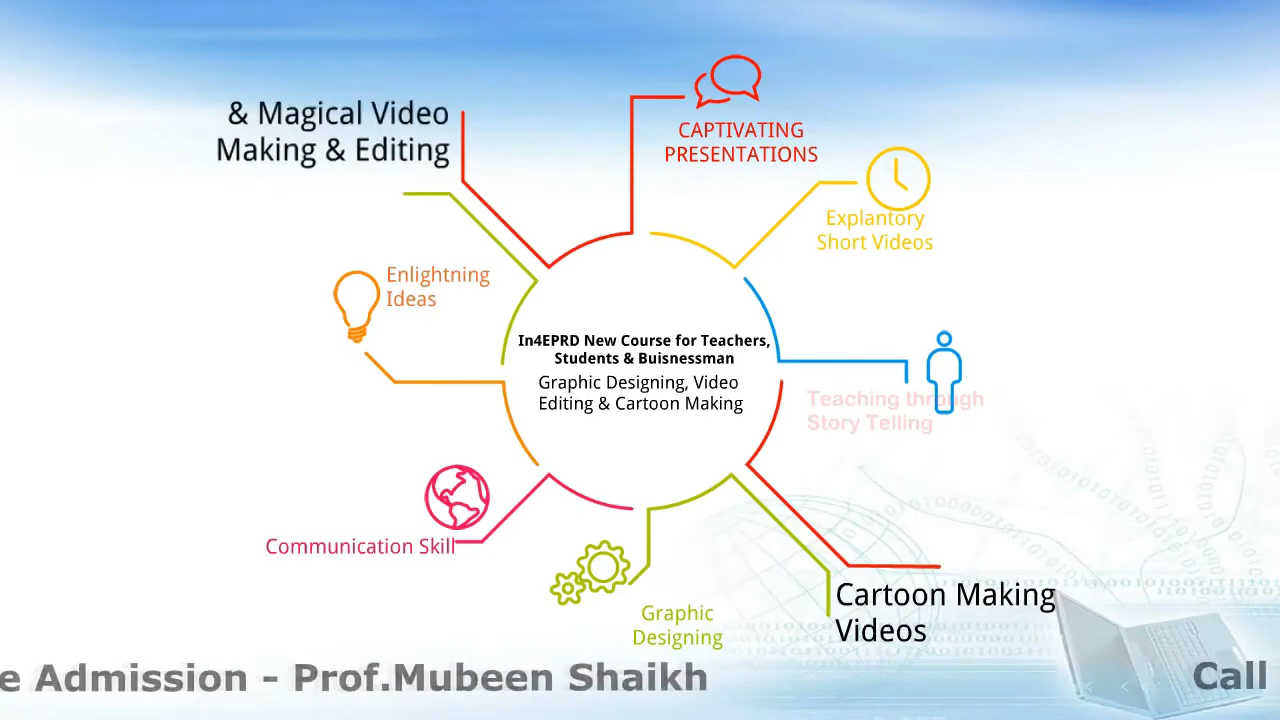 & Magical Video
Making & Editing
CAPTIVATING
PRESENTATIONS
Explantory
Short Videos
Enlightning
Ideas
In4EPRD New Course for Teachers,
Students & Buisnessman
Graphic Designing, Video
Editing & Cartoon Making
Teaching through
Story Telling
Communication Skill
Graphic
Designing
Cartoon Making
Videos
e Admission - Prof.Mubeen Shaikh
Call